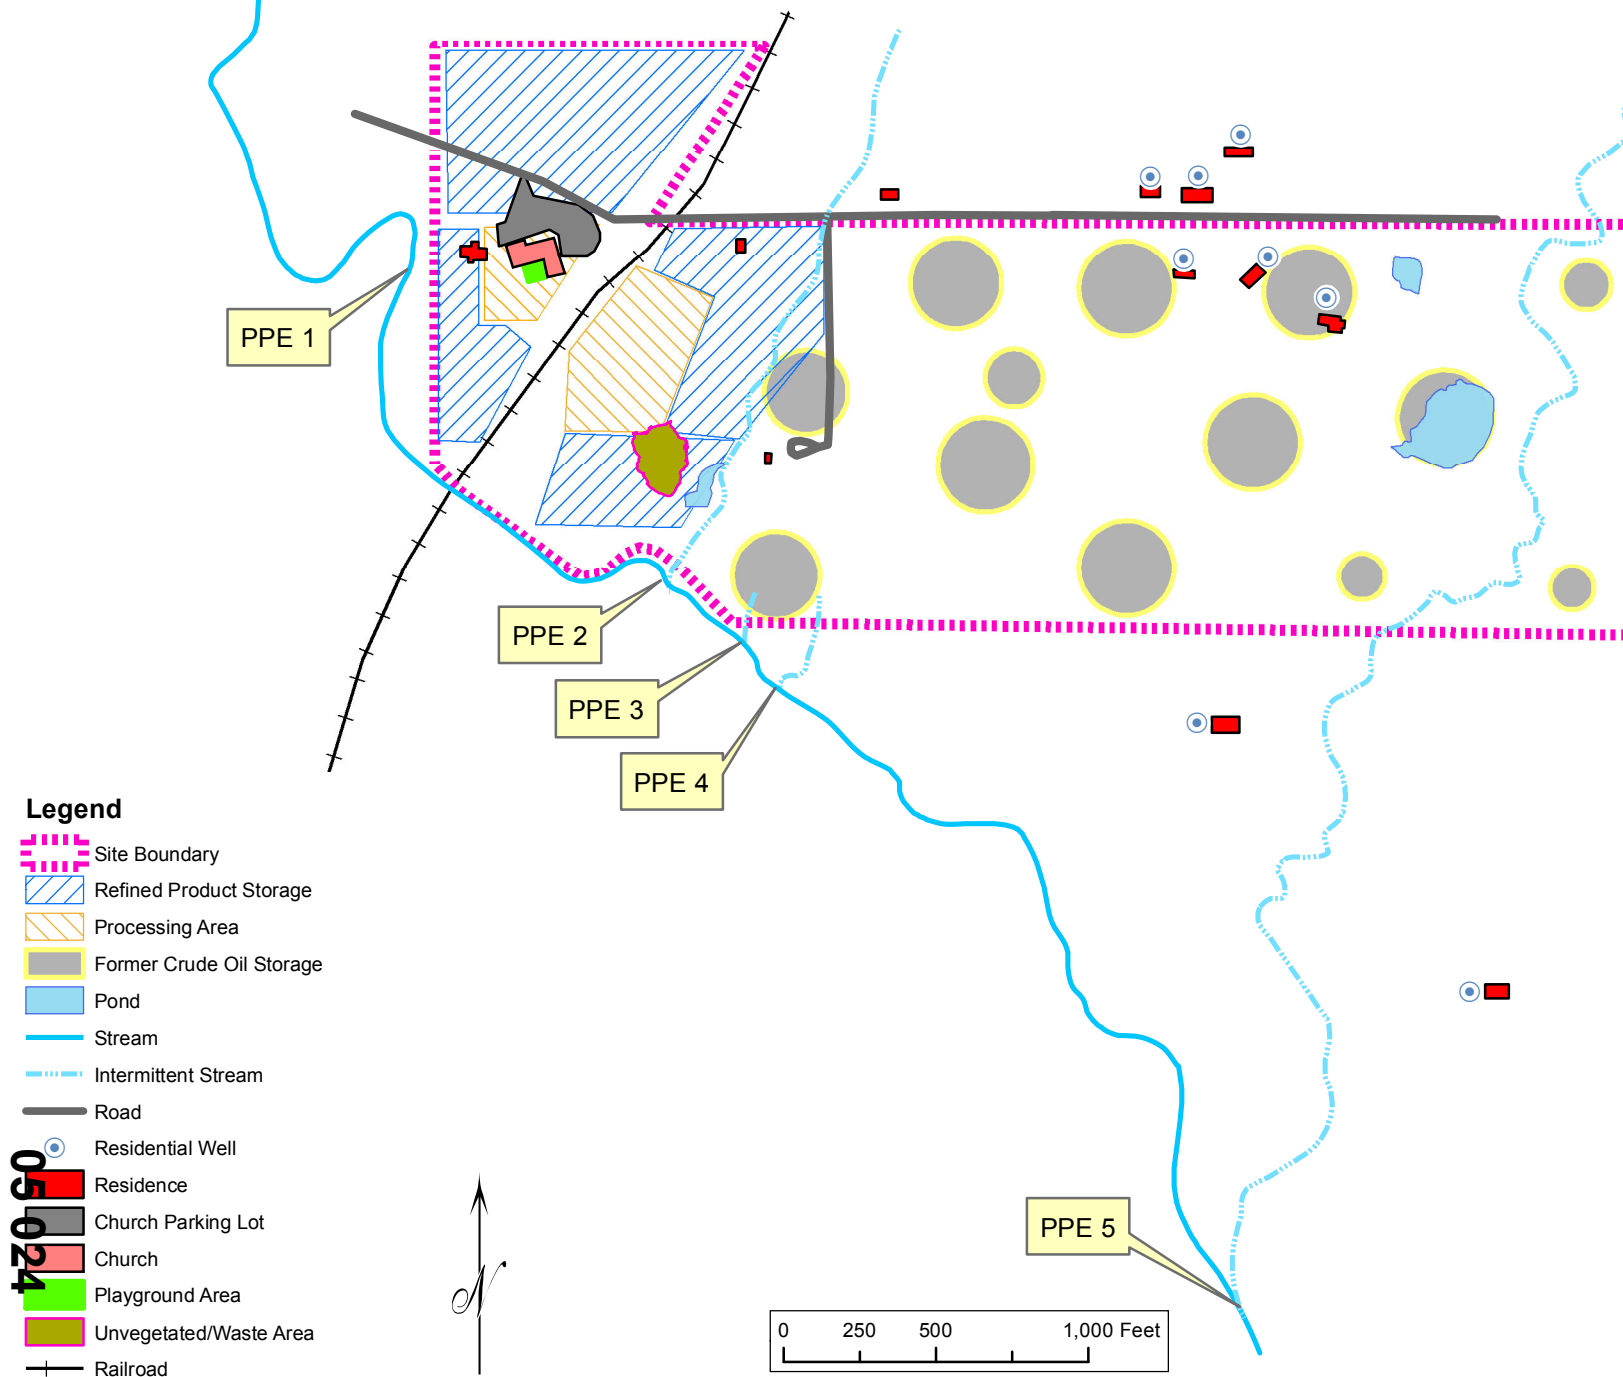 PPE 1
PPE 2
PPE 3
PPE 4
PPE 5
Legend
Site Boundary
Refined Product Storage
Processing Area
Former Crude Oil Storage
Pond
Stream
Intermittent Stream
Road
Residential Well
Residence
Church Parking Lot
Church
Playground Area
Unvegetated/Waste Area
Railroad
05 024
N
0 250 500 1,000 Feet